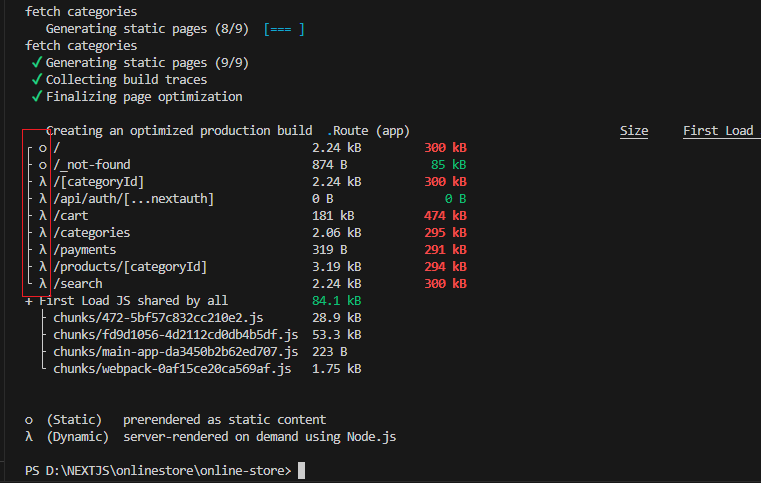 fetch categories
Generating static pages (8/9) [=== ]
fetch categories
✓ Generating static pages (9/9)
✓ Collecting build traces
✓ Finalizing page optimization
Creating an optimized production build .Route (app) Size First Load
┌ ○ / 2.24 kB 300 kB
├ ○ /_not-found 874 B 85 kB
├ λ /[categoryId] 2.24 kB 300 kB
├ λ /api/auth/[...nextauth] 0 B 0 B
├ λ /cart 181 kB 474 kB
├ λ /categories 2.06 kB 295 kB
├ λ /payments 319 B 291 kB
├ λ /products/[categoryId] 3.19 kB 294 kB
└ λ /search 2.24 kB 300 kB
+ First Load JS shared by all 84.1 kB
├ chunks/472-5bf57c832cc210e2.js 28.9 kB
├ chunks/fd9d1056-4d2112cd0db4b5df.js 53.3 kB
├ chunks/main-app-da3450b2b62ed707.js 223 B
└ chunks/webpack-0af15ce20ca569af.js 1.75 kB
○ (Static) prerendered as static content
λ (Dynamic) server-rendered on demand using Node.js
PS D:\NEXTJS\onlinestore\online-store>